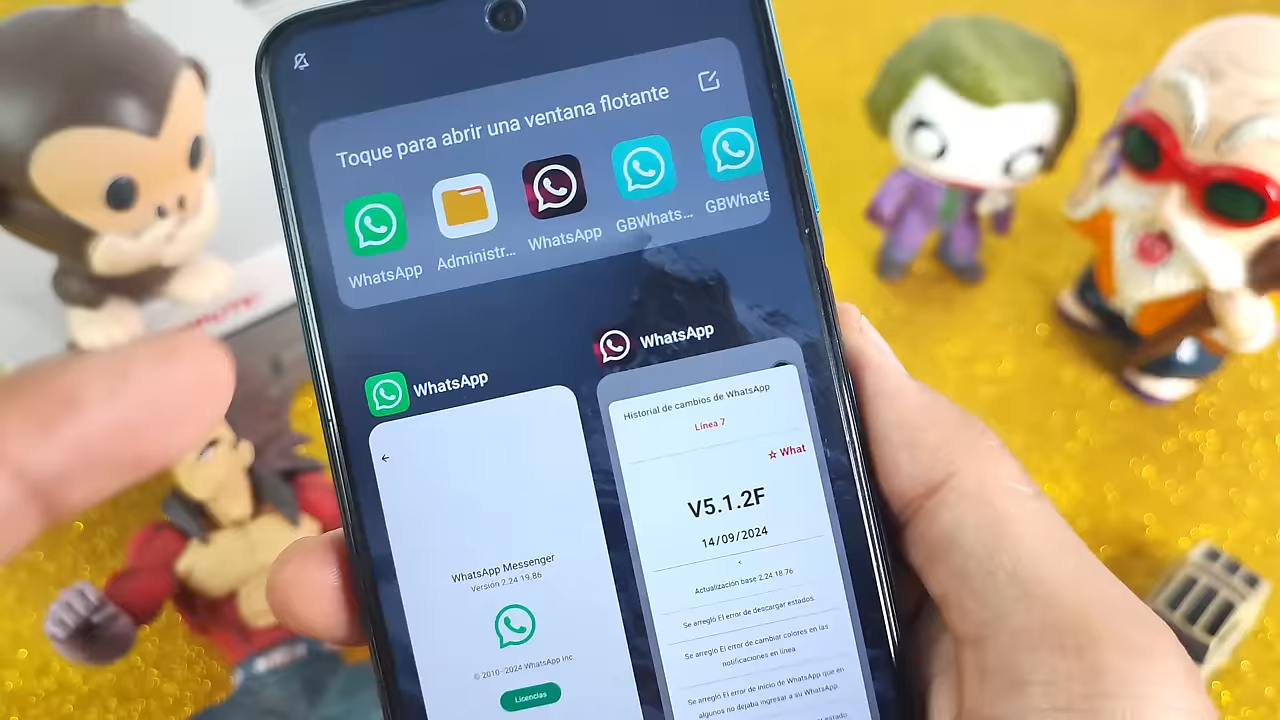 Toque para abrir una ventana flotante
WhatsApp
Administr...
WhatsApp
GBWhats...
GBWhats
WhatsApp
WhatsApp
WhatsApp Messenger
Versión 2.24.19.86
© 2010-2024 WhatsApp Inc.
Licencias
Historial de cambios de WhatsApp
Línea 7
☆ What
V5.1.2F
14/09/2024
Actualización base 2.24.18.76
Se arregló El error de descargar estados.
Se arregló El error de cambiar colores en las
notificaciones en línea
Se arregló El error de inicio de WhatsApp que en
algunos no dejaba ingresar a su WhatsApp.